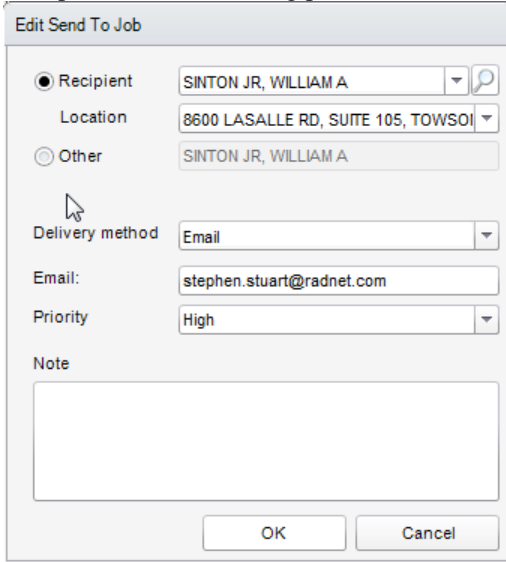 Edit Send To Job
Recipient SINTON JR, WILLIAM A
Location 8600 LASALLE RD, SUITE 105, TOWSO
Other SINTON JR, WILLIAM A
Delivery method Email
Email: stephen.stuart@radnet.com
Priority High
Note
OK Cancel